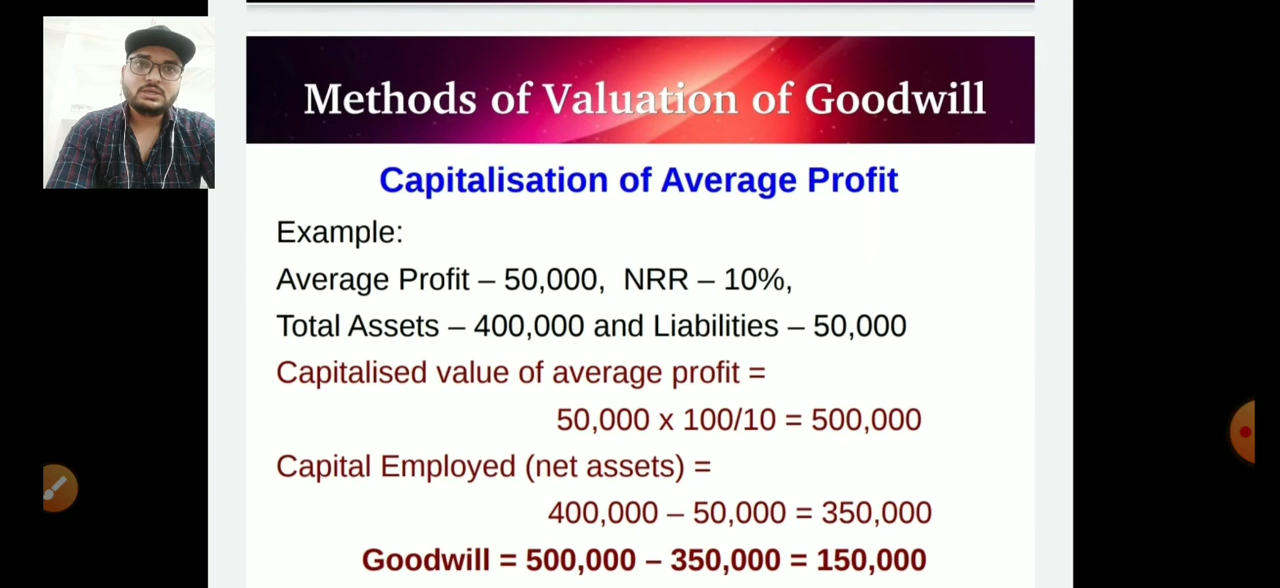 Methods of Valuation of Goodwill
Capitalisation of Average Profit
Example:
Average Profit – 50,000, NRR – 10%,
Total Assets – 400,000 and Liabilities – 50,000
Capitalised value of average profit =
50,000 x 100/10 = 500,000
Capital Employed (net assets) =
400,000 – 50,000 = 350,000
Goodwill = 500,000 – 350,000 = 150,000